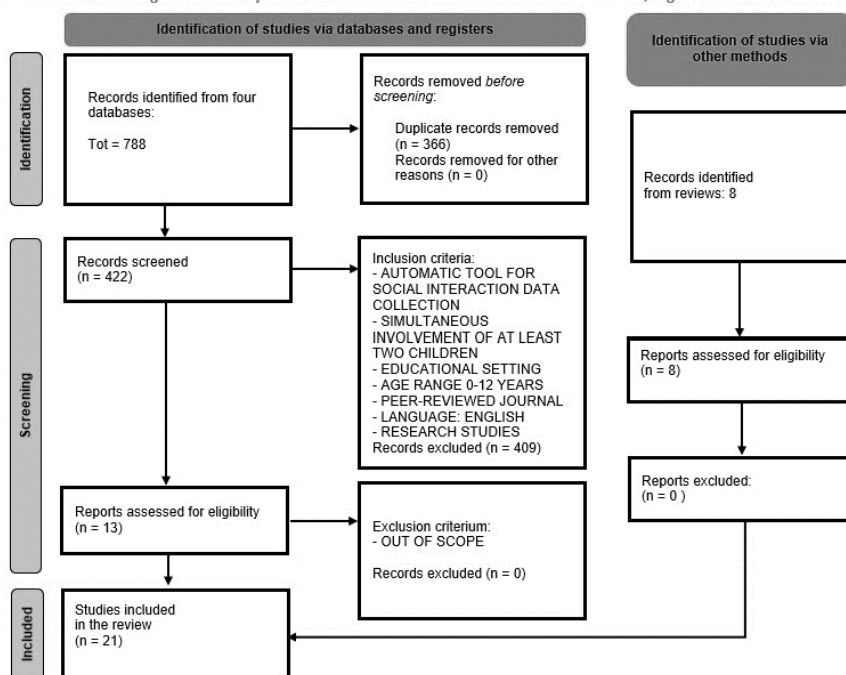 Identification of studies via databases and registers
Identification of studies via
other methods
Identification
Records identified from four
databases:
Tot = 788
Records removed before
screening:
Duplicate records removed
(n = 366)
Records removed for other
reasons (n = 0)
Records identified
from reviews: 8
Screening
Records screened
(n = 422)
Inclusion criteria:
- AUTOMATIC TOOL FOR
SOCIAL INTERACTION DATA
COLLECTION
- SIMULTANEOUS
INVOLVEMENT OF AT LEAST
TWO CHILDREN
- EDUCATIONAL SETTING
- AGE RANGE 0-12 YEARS
- PEER-REVIEWED JOURNAL
- LANGUAGE: ENGLISH
- RESEARCH STUDIES
Records excluded (n = 409)
Reports assessed for eligibility
(n = 8)
Reports assessed for eligibility
(n = 13)
Exclusion criterium:
- OUT OF SCOPE
Records excluded (n = 0)
Reports excluded:
(n = 0 )
Included
Studies included
in the review
(n = 21)